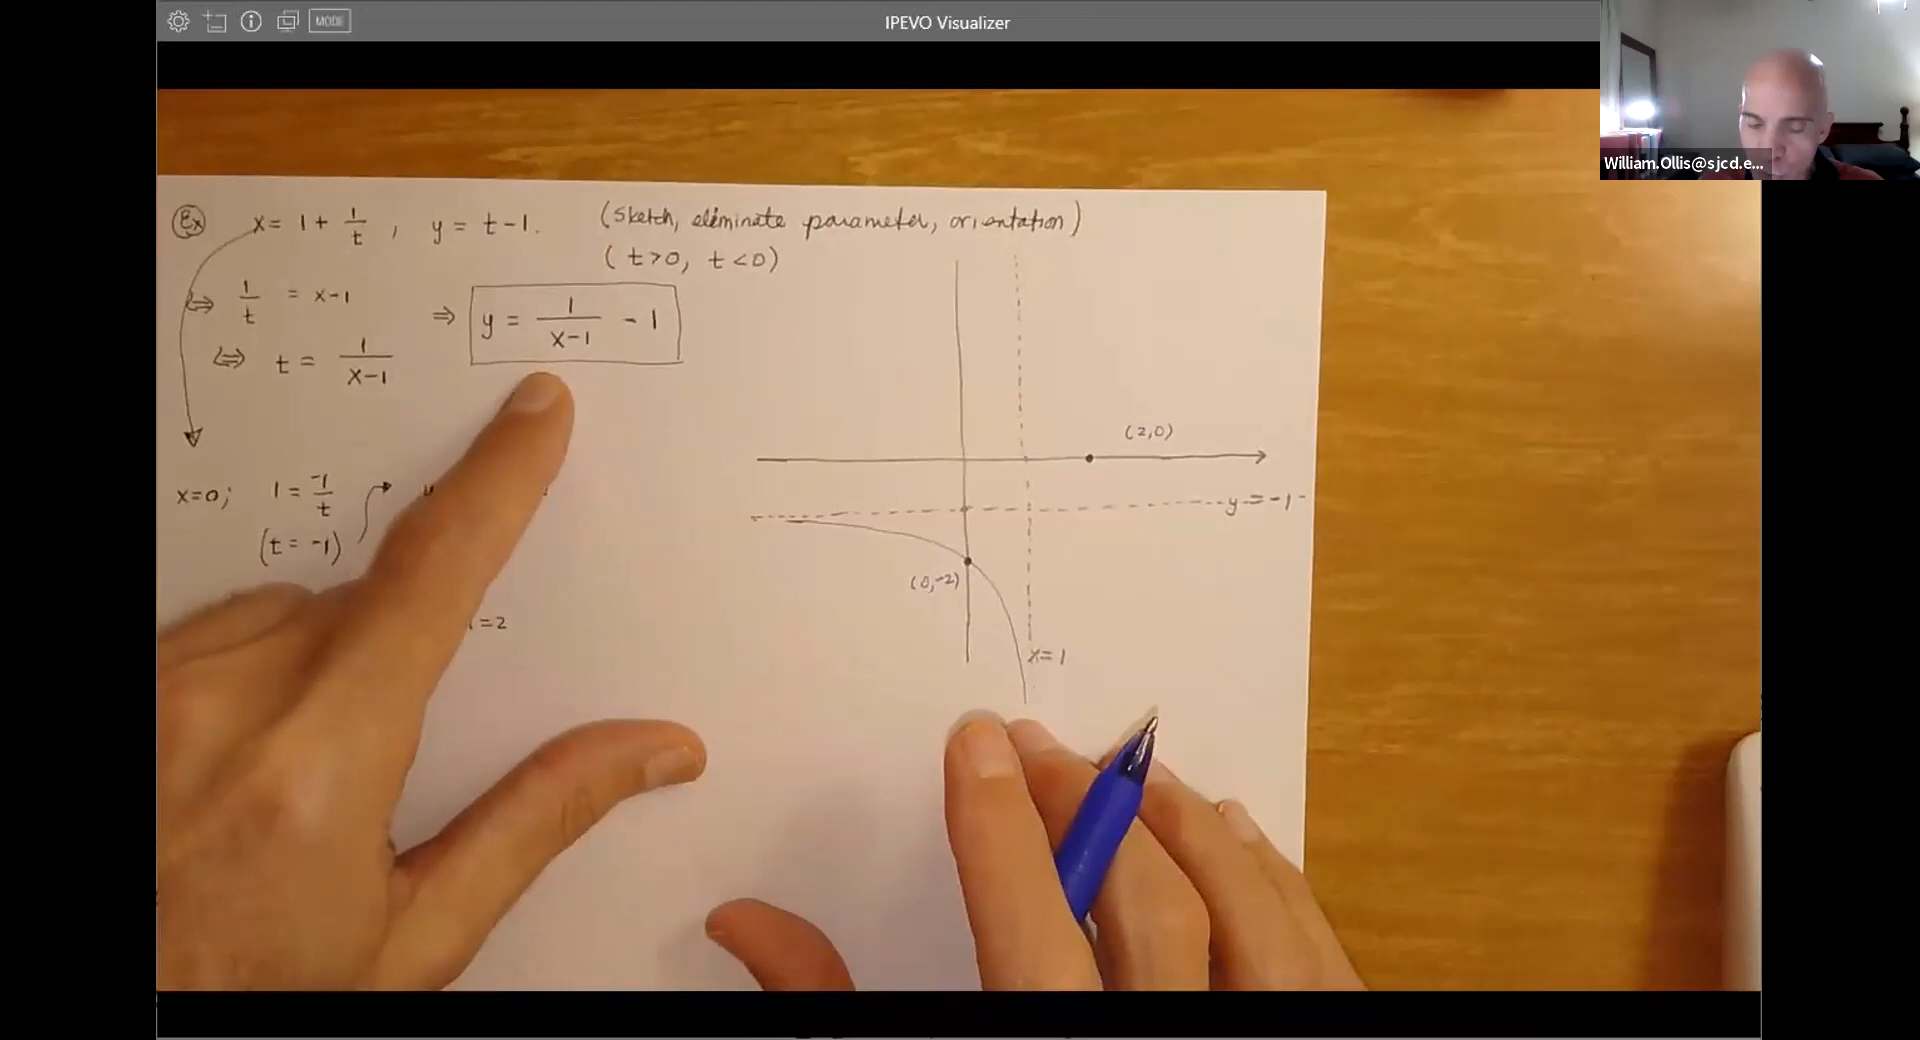 MODE
IPEVO Visualizer
William.Ollis@sjcd.e...
Ex x = 1 + 1/t , y = t - 1. (sketch, eliminate parameter, orientation)
( t > 0, t < 0 )
⇔ 1/t = x - 1 ⇒ y = 1/(x-1) - 1
⇔ t = 1/(x-1)
(2,0)
x = 0; 1 = -1/t
y = -1
(t = -1)
(0,-2)
= 2
x = 1